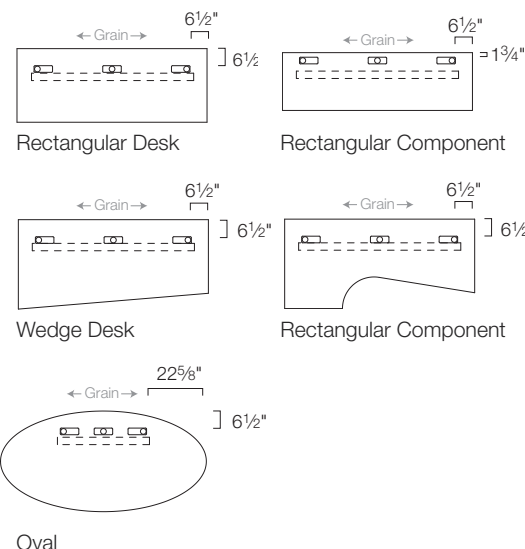 6½"
← Grain →
6½
Rectangular Desk
6½"
← Grain →
1¾"
Rectangular Component
6½"
← Grain →
6½"
Wedge Desk
6½"
← Grain →
6½
Rectangular Component
22⅝"
← Grain →
6½"
Oval